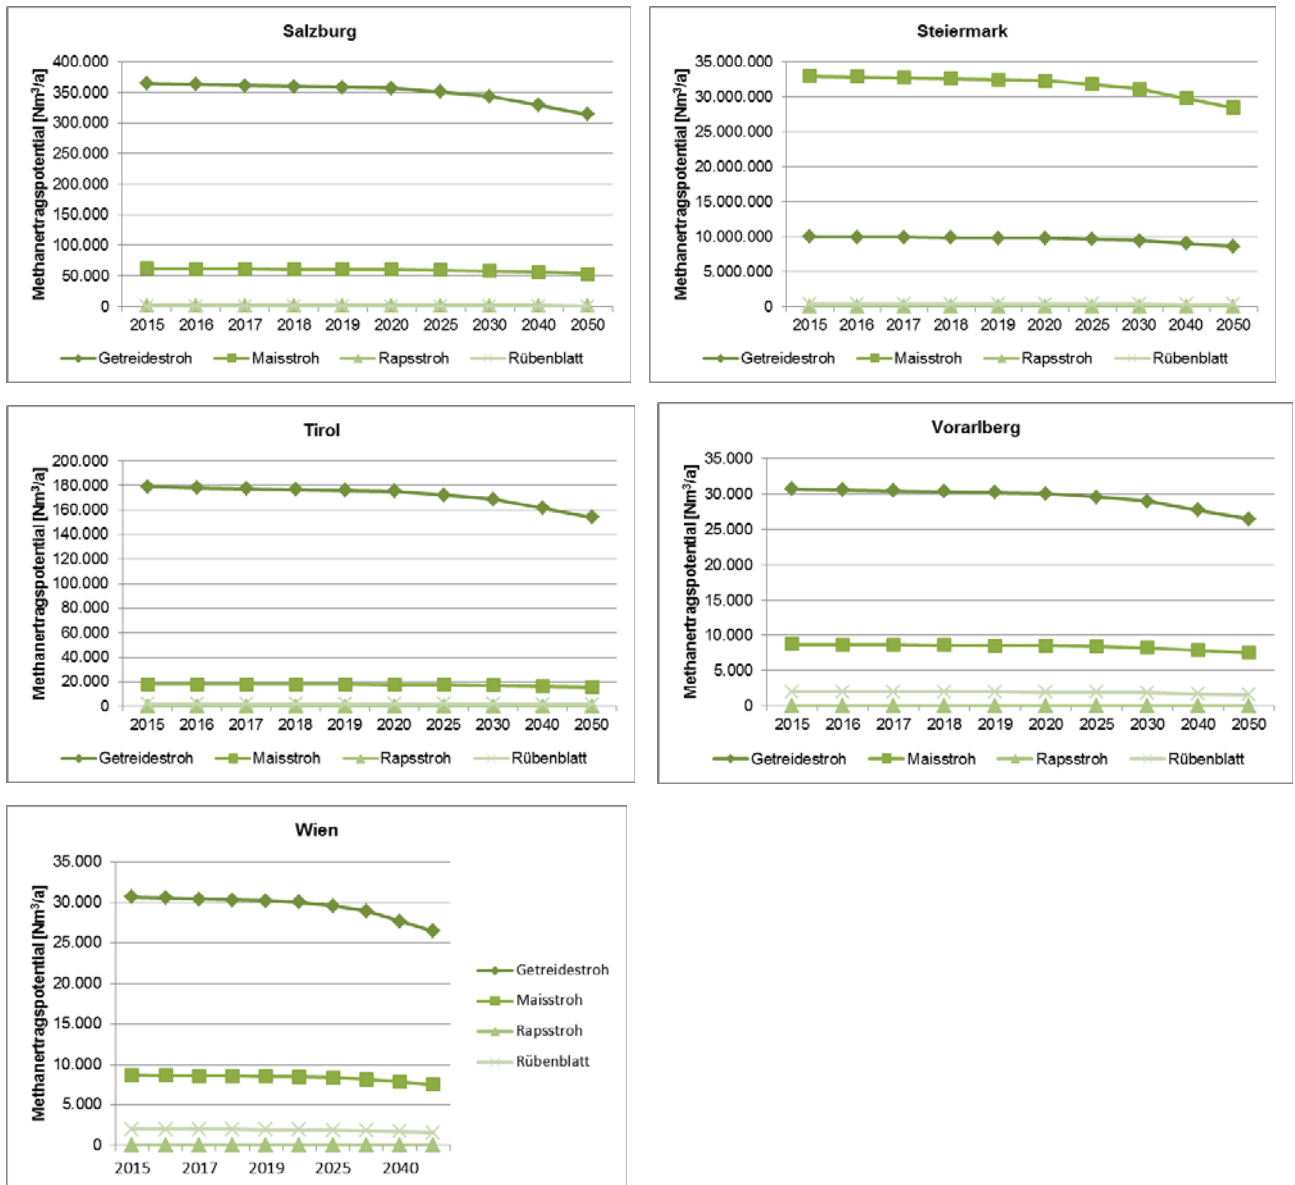 Salzburg
Methanertragspotential [Nm³/a]
400.000
350.000
300.000
250.000
200.000
150.000
100.000
50.000
0
2015 2016 2017 2018 2019 2020 2025 2030 2040 2050
Getreidestroh Maisstroh Rapsstroh Rübenblatt
Steiermark
Methanertragspotential [Nm³/a]
35.000.000
30.000.000
25.000.000
20.000.000
15.000.000
10.000.000
5.000.000
0
2015 2016 2017 2018 2019 2020 2025 2030 2040 2050
Getreidestroh Maisstroh Rapsstroh Rübenblatt
Tirol
Methanertragspotential [Nm³/a]
200.000
180.000
160.000
140.000
120.000
100.000
80.000
60.000
40.000
20.000
0
2015 2016 2017 2018 2019 2020 2025 2030 2040 2050
Getreidestroh Maisstroh Rapsstroh Rübenblatt
Vorarlberg
Methanertragspotential [Nm³/a]
35.000
30.000
25.000
20.000
15.000
10.000
5.000
0
2015 2016 2017 2018 2019 2020 2025 2030 2040 2050
Getreidestroh Maisstroh Rapsstroh Rübenblatt
Wien
Methanertragspotential [Nm³/a]
35.000
30.000
25.000
20.000
15.000
10.000
5.000
0
2015 2017 2019 2025 2040
Getreidestroh
Maisstroh
Rapsstroh
Rübenblatt